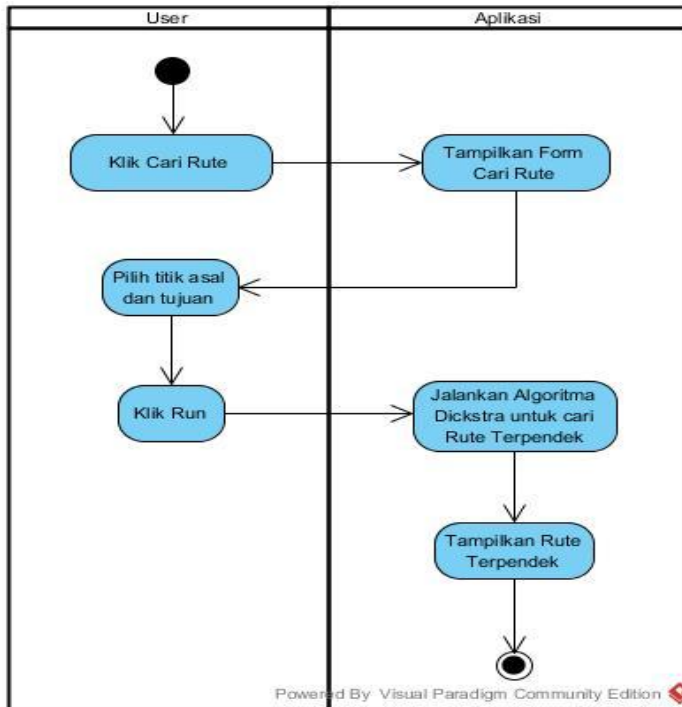 User
Aplikasi
Klik Cari Rute
Tampilkan Form
Cari Rute
Pilih titik asal
dan tujuan
Klik Run
Jalankan Algoritma
Dickstra untuk cari
Rute Terpendek
Tampilkan Rute
Terpendek
Powered By Visual Paradigm Community Edition